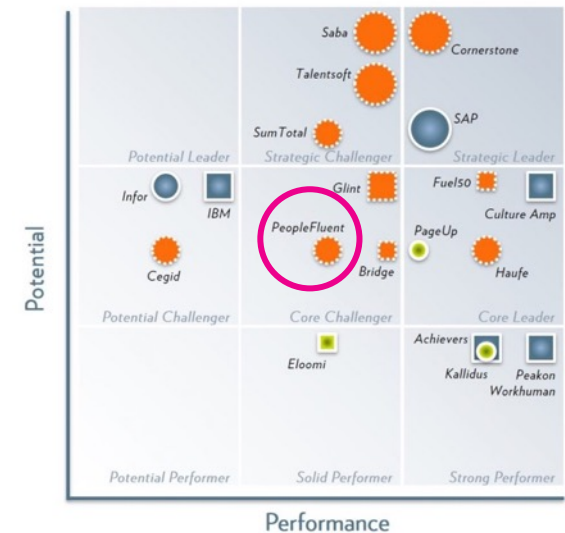 Saba
Cornerstone
Talentsoft
SAP
SumTotal
Potential Leader
Strategic Challenger
Strategic Leader
Infor
IBM
Glint
Fuel50
Culture Amp
PeopleFluent
PageUp
Cegid
Bridge
Haufe
Potential Challenger
Core Challenger
Core Leader
Achievers
Eloomi
Kallidus
Peakon
Workhuman
Potential Performer
Solid Performer
Strong Performer
Potential
Performance